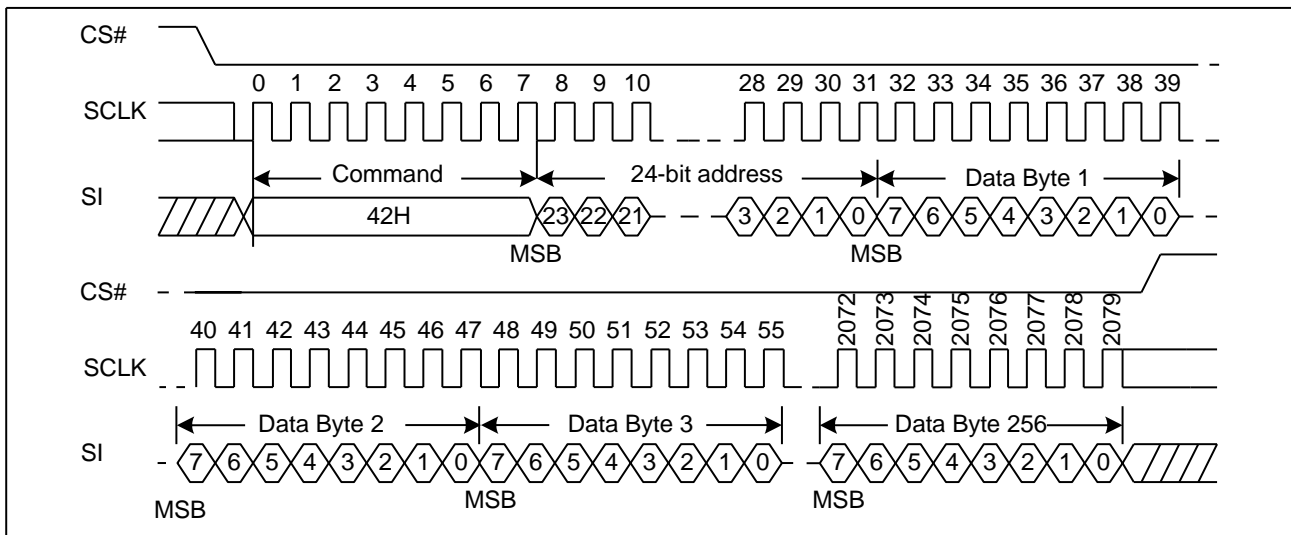 CS#
0 1 2 3 4 5 6 7 8 9 10 28 29 30 31 32 33 34 35 36 37 38 39
SCLK
Command 24-bit address Data Byte 1
SI
42H 23 22 21 3 2 1 0 7 6 5 4 3 2 1 0
MSB MSB
CS#
40 41 42 43 44 45 46 47 48 49 50 51 52 53 54 55 2072 2073 2074 2075 2076 2077 2078 2079
SCLK
Data Byte 2 Data Byte 3 Data Byte 256
SI
7 6 5 4 3 2 1 0 7 6 5 4 3 2 1 0 7 6 5 4 3 2 1 0
MSB MSB MSB